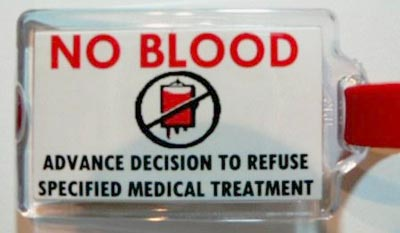 NO BLOOD
ADVANCE DECISION TO REFUSE
SPECIFIED MEDICAL TREATMENT